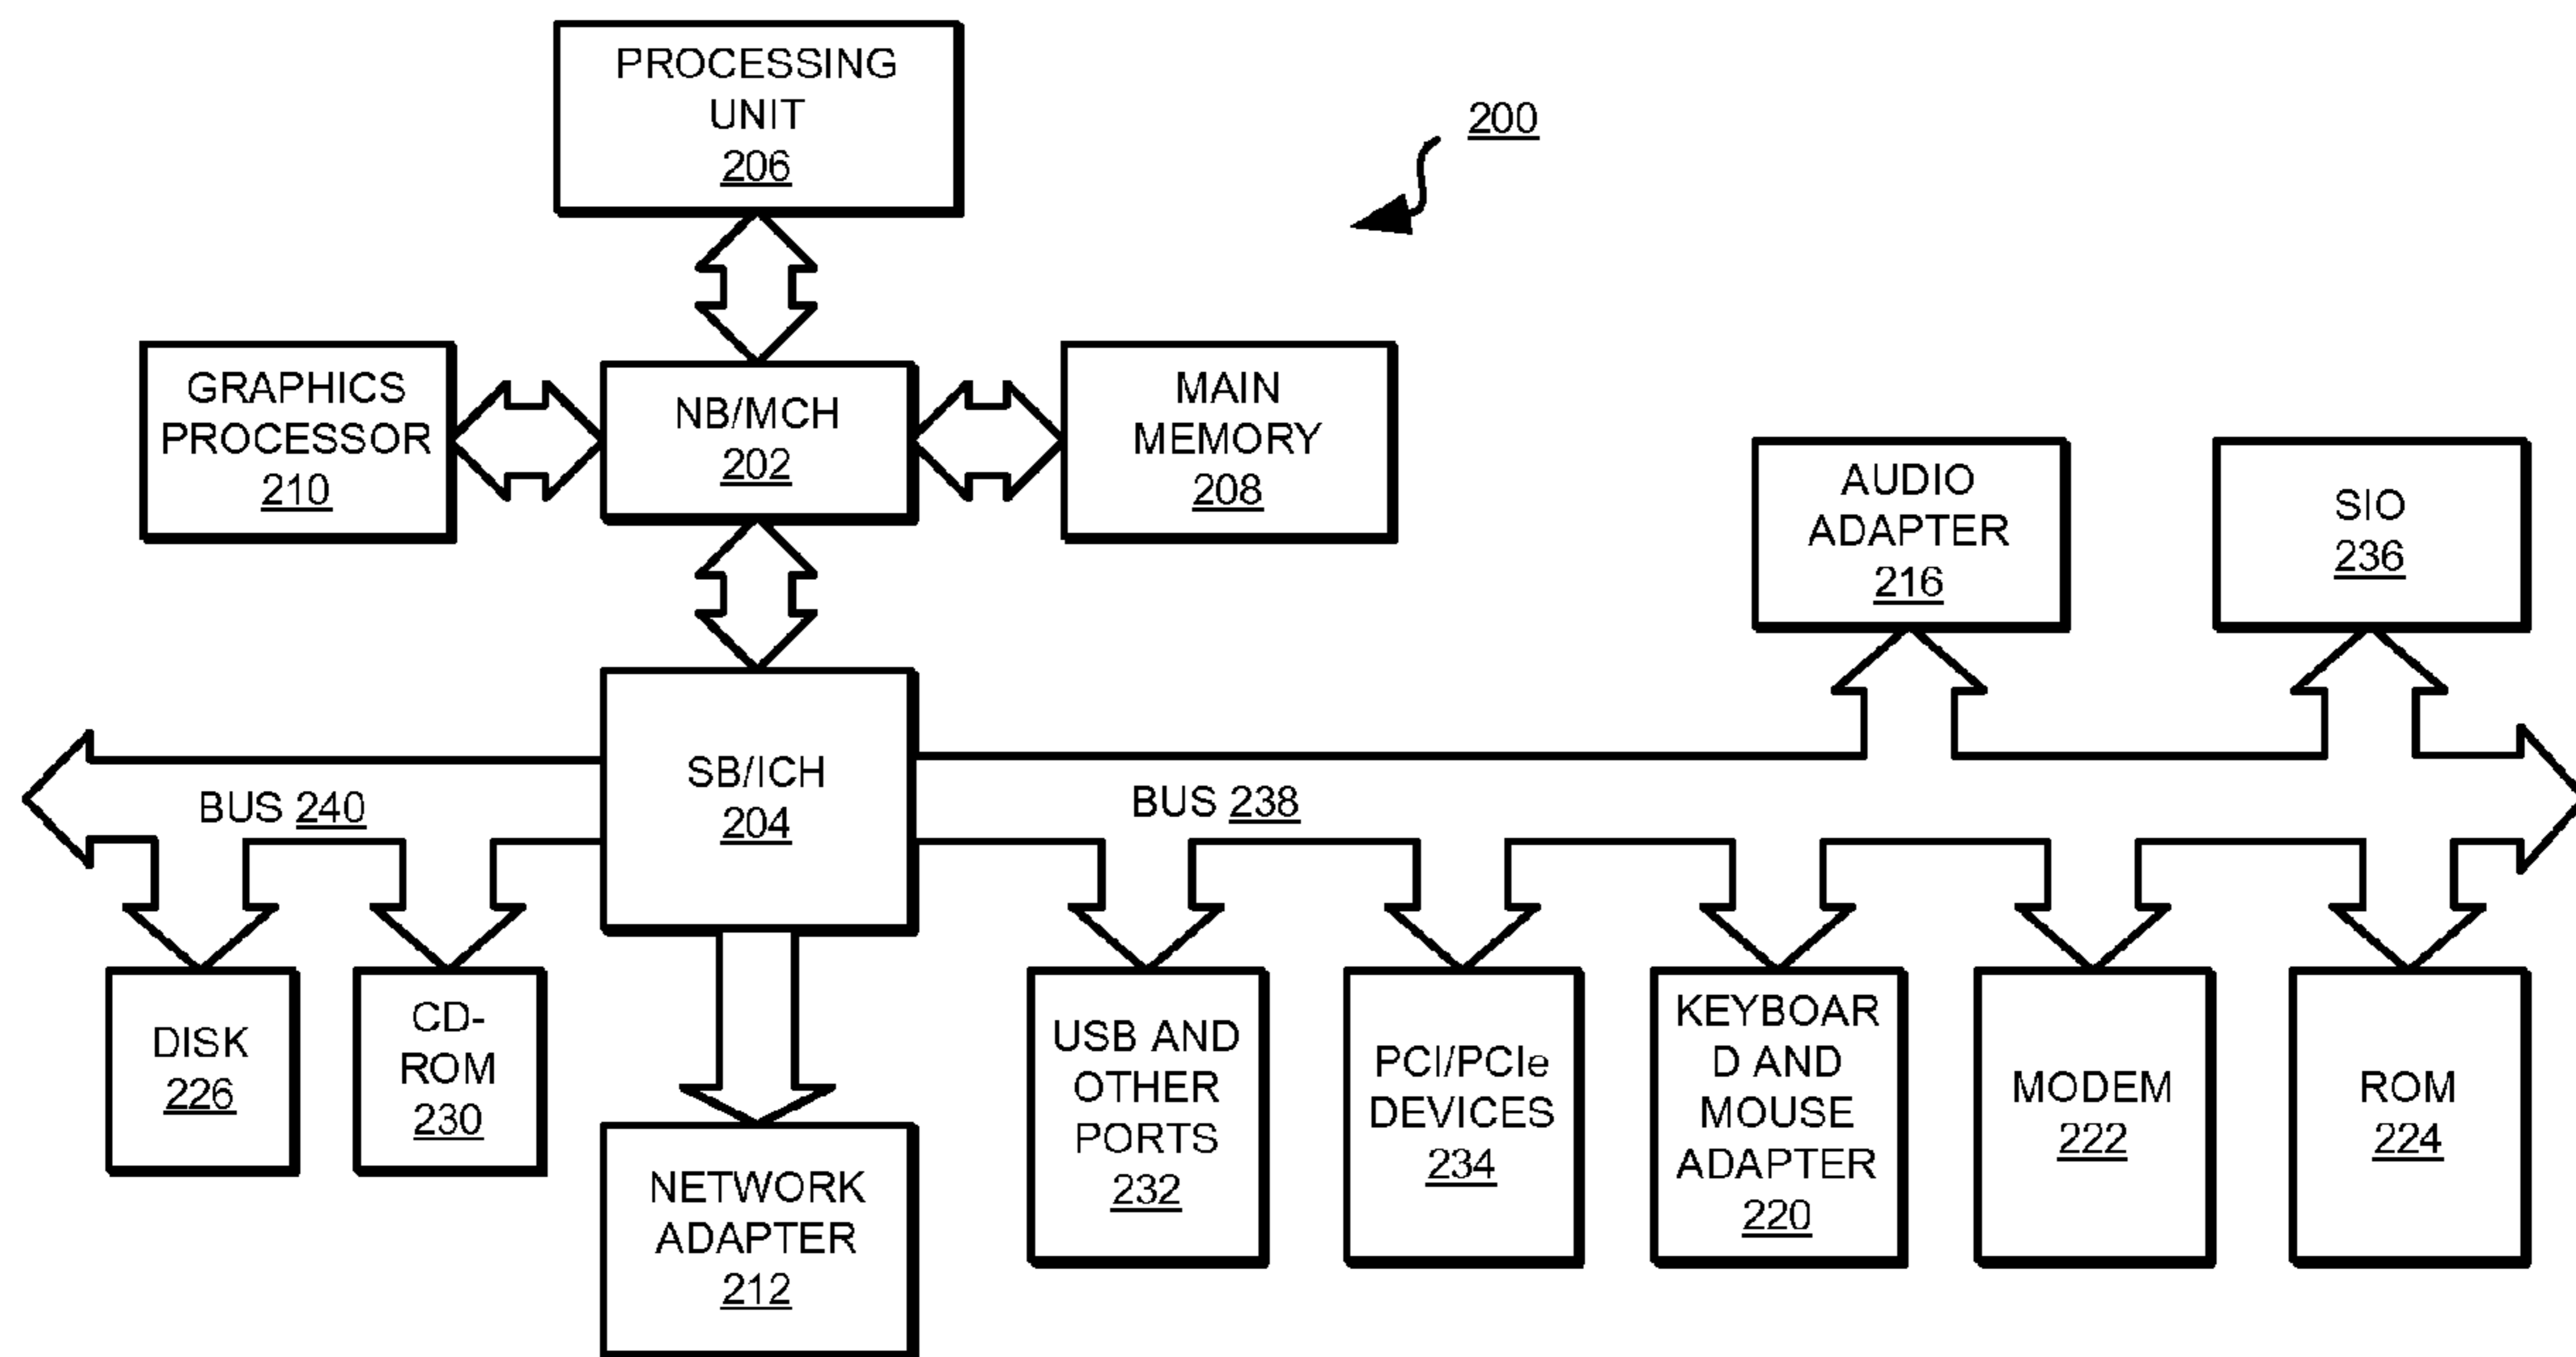 PROCESSING
UNIT
206
200
GRAPHICS
PROCESSOR
210
NB/MCH
202
MAIN
MEMORY
208
AUDIO
ADAPTER
216
SIO
236
SB/ICH
204
BUS 240
BUS 238
DISK
226
CD-
ROM
230
NETWORK
ADAPTER
212
USB AND
OTHER
PORTS
232
PCI/PCIe
DEVICES
234
KEYBOAR
D AND
MOUSE
ADAPTER
220
MODEM
222
ROM
224